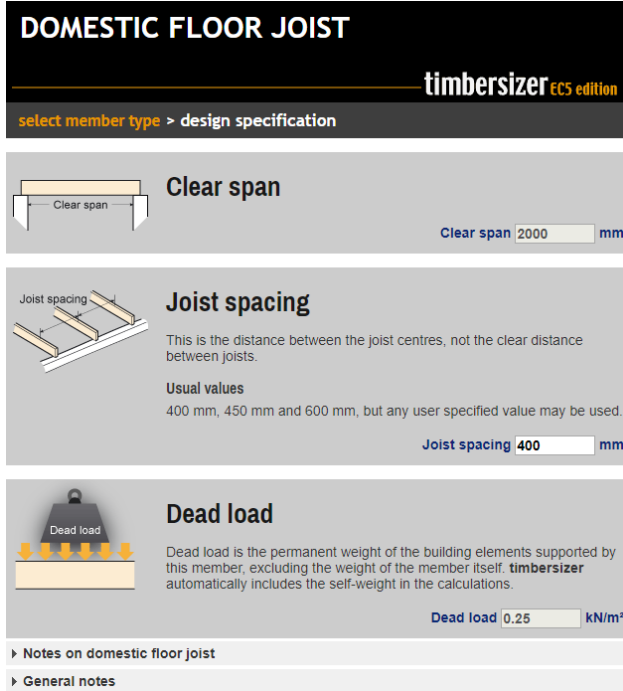 DOMESTIC FLOOR JOIST
timbersizer EC5 edition
select member type > design specification
Clear span
Clear span
Clear span 2000 mm
Joist spacing
Joist spacing
This is the distance between the joist centres, not the clear distance
between joists.
Usual values
400 mm, 450 mm and 600 mm, but any user specified value may be used.
Joist spacing 400 mm
Dead load
Dead load
Dead load is the permanent weight of the building elements supported by
this member, excluding the weight of the member itself. timbersizer
automatically includes the self-weight in the calculations.
Dead load 0.25 kN/m²
Notes on domestic floor joist
General notes